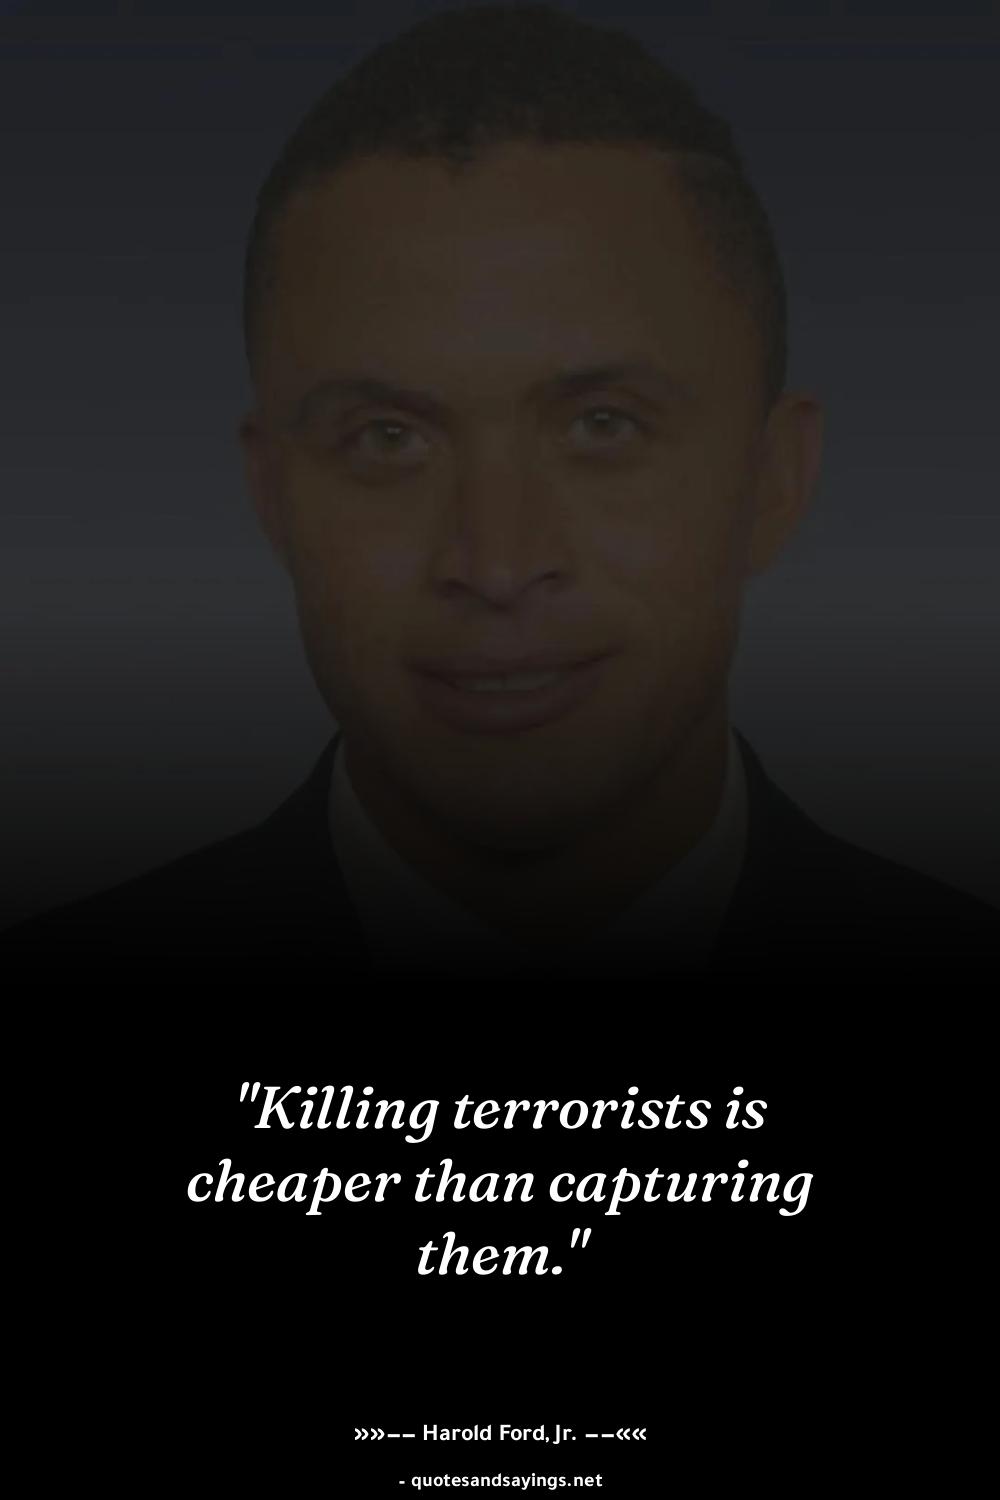 "Killing terrorists is
cheaper than capturing
them."
»»−− Harold Ford, Jr. −−««
- quotesandsayings.net